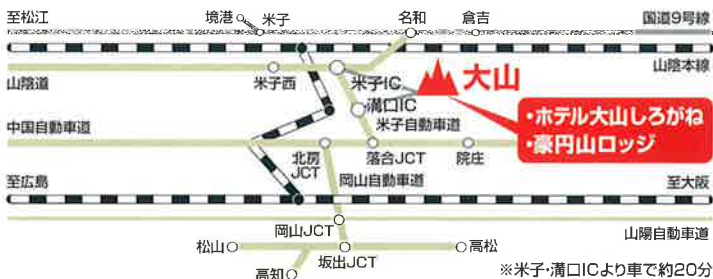 至松江
境港
米子
名和
倉吉
国道9号線
山陰本線
山陰道
米子西
米子IC
大山
溝口IC
米子自動車道
・ホテル大山しろがね
・豪円山ロッジ
中国自動車道
北房
JCT
落合JCT
院庄
至広島
岡山自動車道
至大阪
岡山JCT
山陽自動車道
松山
坂出JCT
高松
高知
※米子・溝口ICより車で約20分